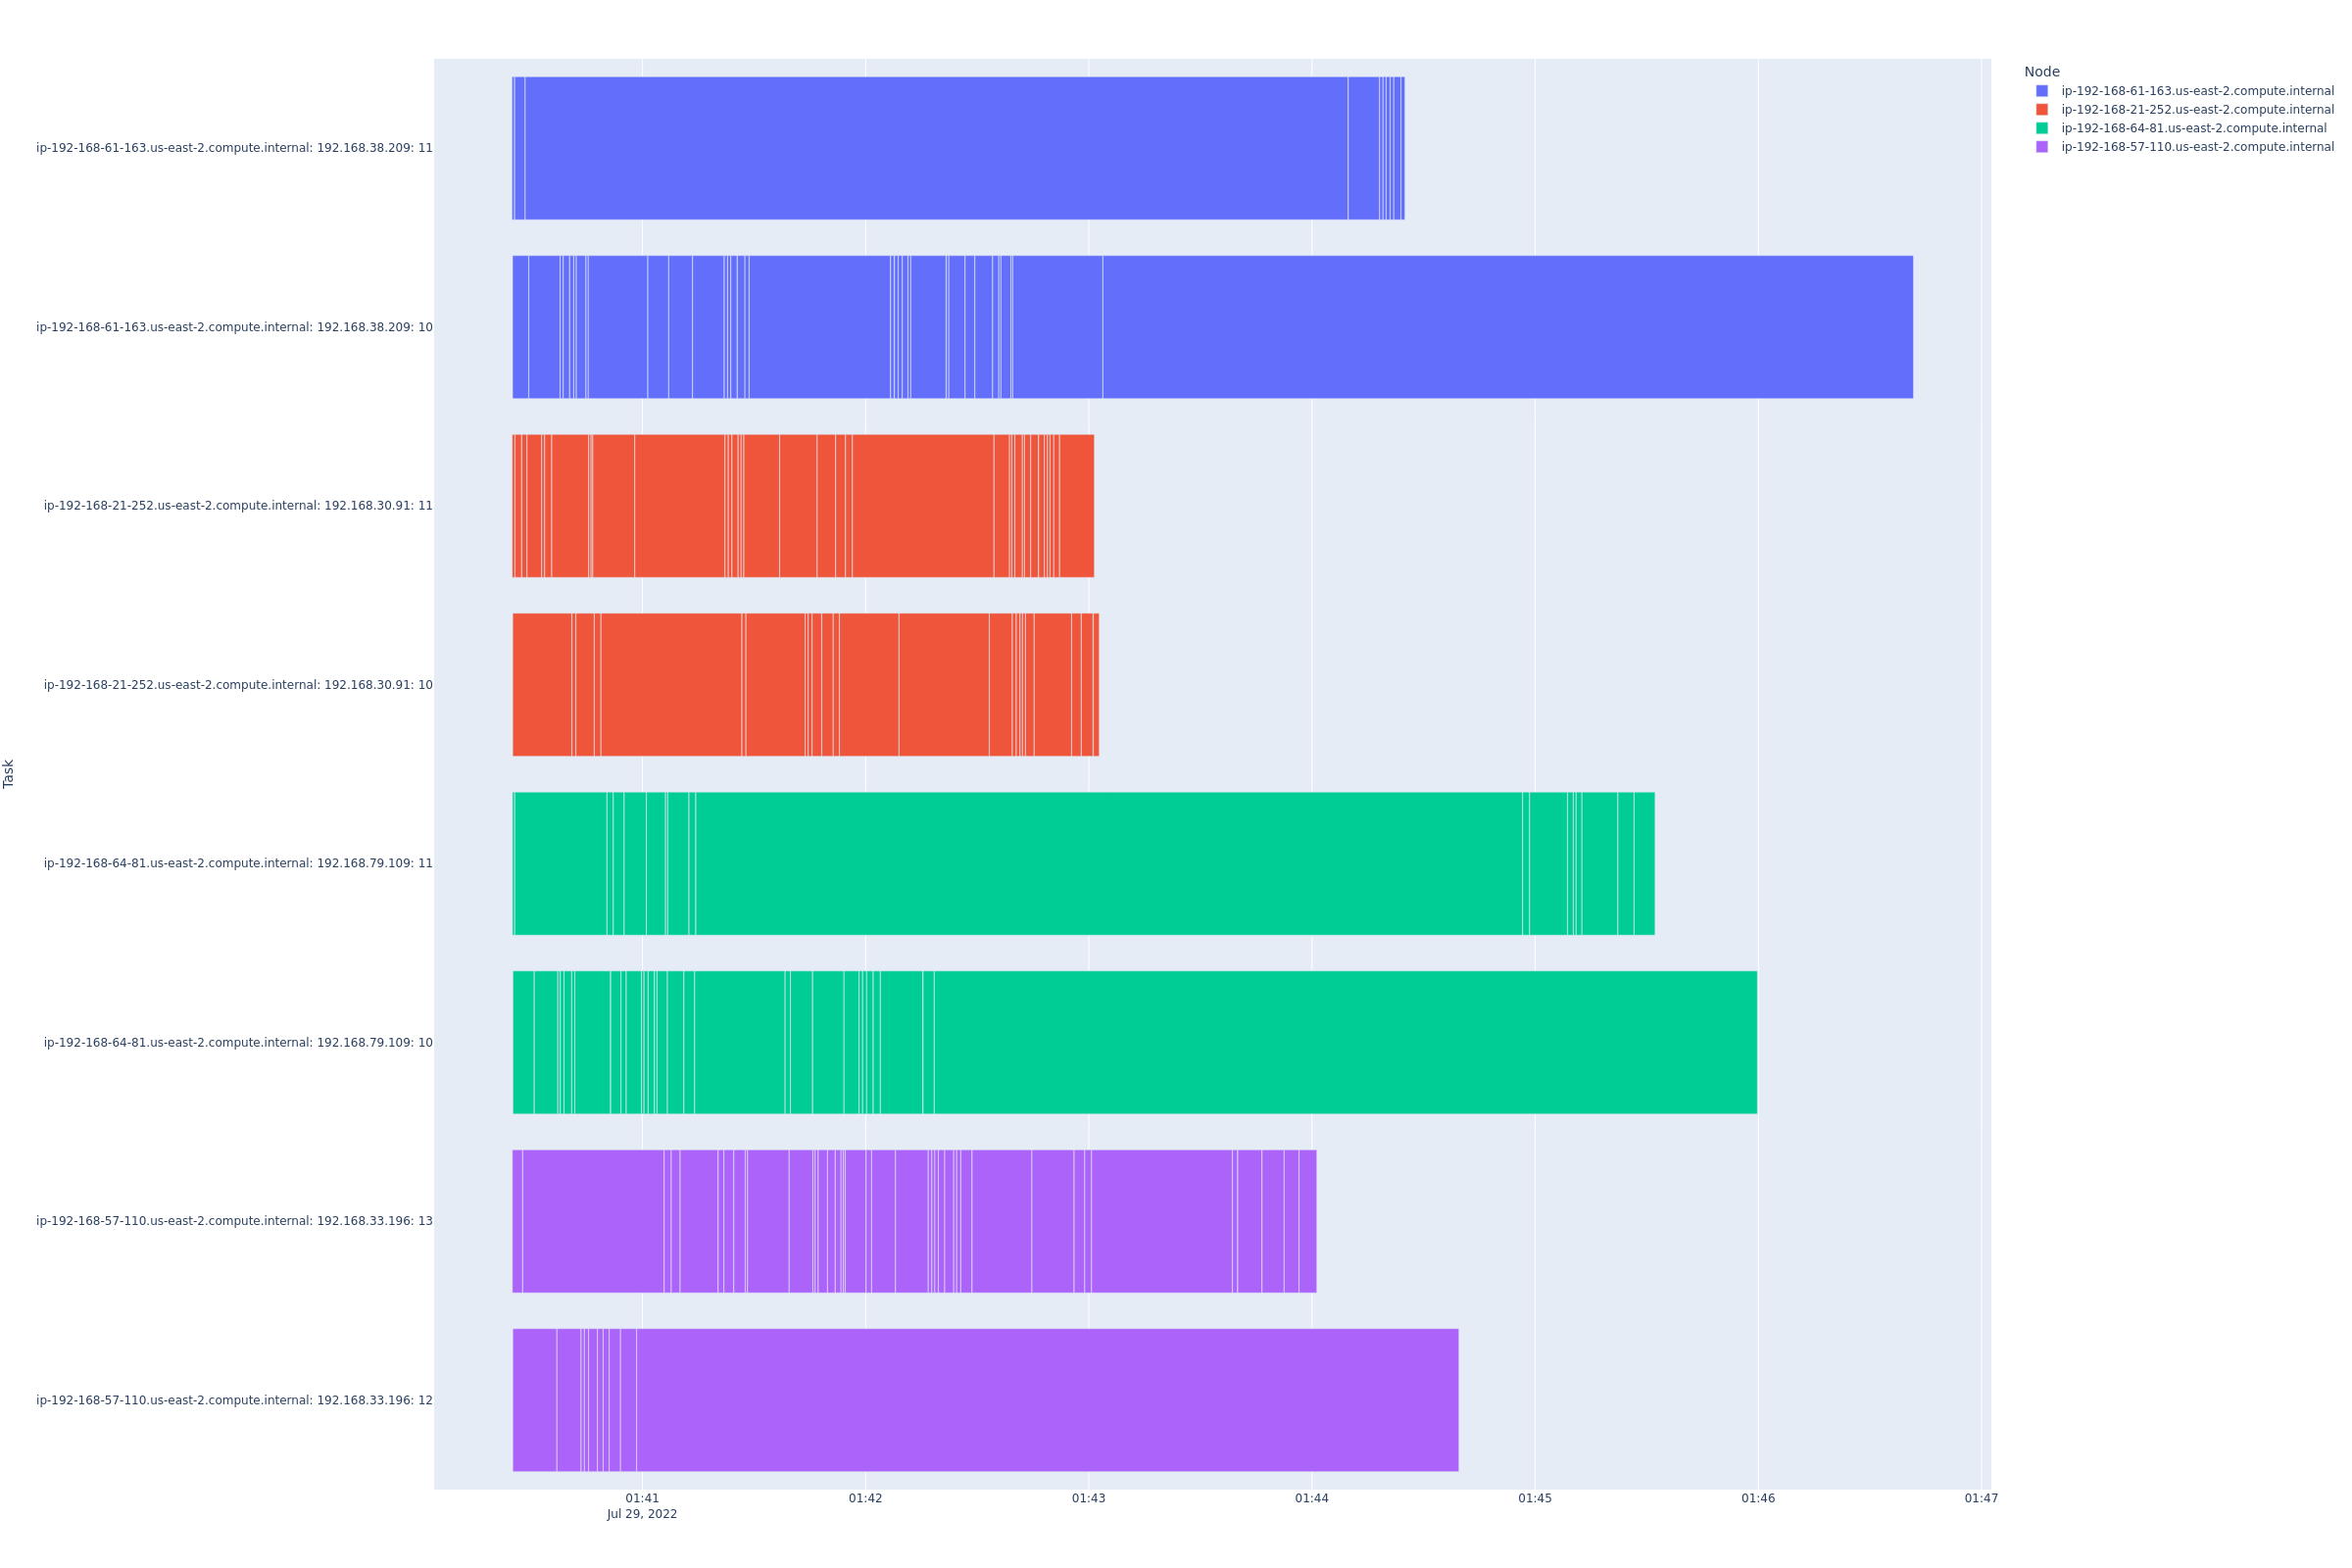 Node
ip-192-168-61-163.us-east-2.compute.internal
ip-192-168-21-252.us-east-2.compute.internal
ip-192-168-64-81.us-east-2.compute.internal
ip-192-168-57-110.us-east-2.compute.internal
ip-192-168-61-163.us-east-2.compute.internal: 192.168.38.209: 11
ip-192-168-61-163.us-east-2.compute.internal: 192.168.38.209: 10
ip-192-168-21-252.us-east-2.compute.internal: 192.168.30.91: 11
ip-192-168-21-252.us-east-2.compute.internal: 192.168.30.91: 10
Task
ip-192-168-64-81.us-east-2.compute.internal: 192.168.79.109: 11
ip-192-168-64-81.us-east-2.compute.internal: 192.168.79.109: 10
ip-192-168-57-110.us-east-2.compute.internal: 192.168.33.196: 13
ip-192-168-57-110.us-east-2.compute.internal: 192.168.33.196: 12
01:41 01:42 01:43 01:44 01:45 01:46 01:47
Jul 29, 2022